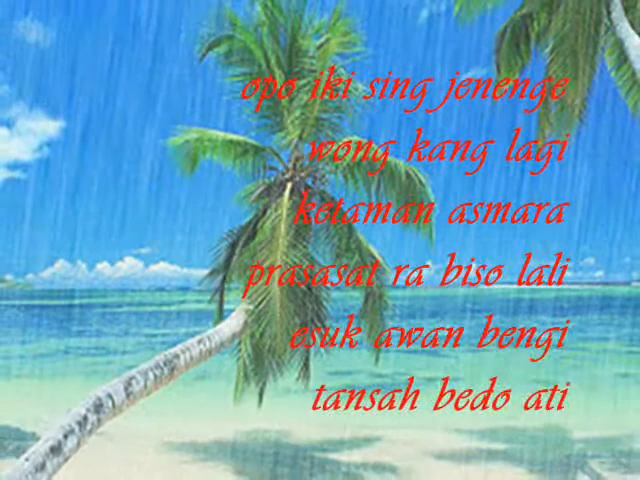 opo iki sing jenenge
wong kang lagi
ketaman asmara
prasasat ra biso lali
esuk awan bengi
tansah bedo ati